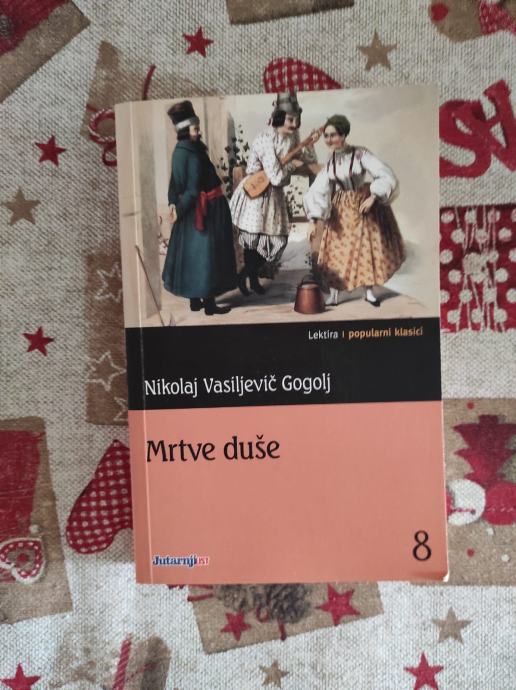 Lektira | popularni klasici
Nikolaj Vasiljevič Gogolj
Mrtve duše
8
Jutarnji LIST